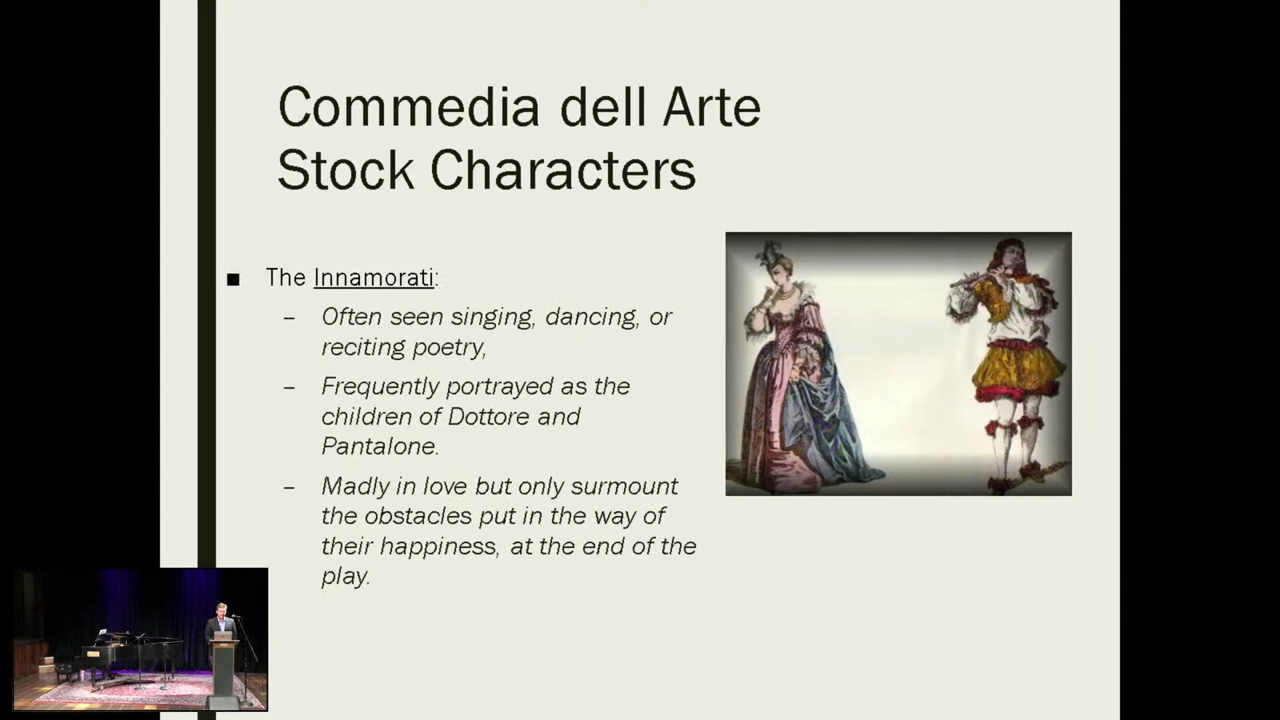 Commedia dell Arte
Stock Characters
■ The Innamorati:
– Often seen singing, dancing, or
reciting poetry,
– Frequently portrayed as the
children of Dottore and
Pantalone.
– Madly in love but only surmount
the obstacles put in the way of
their happiness, at the end of the
play.